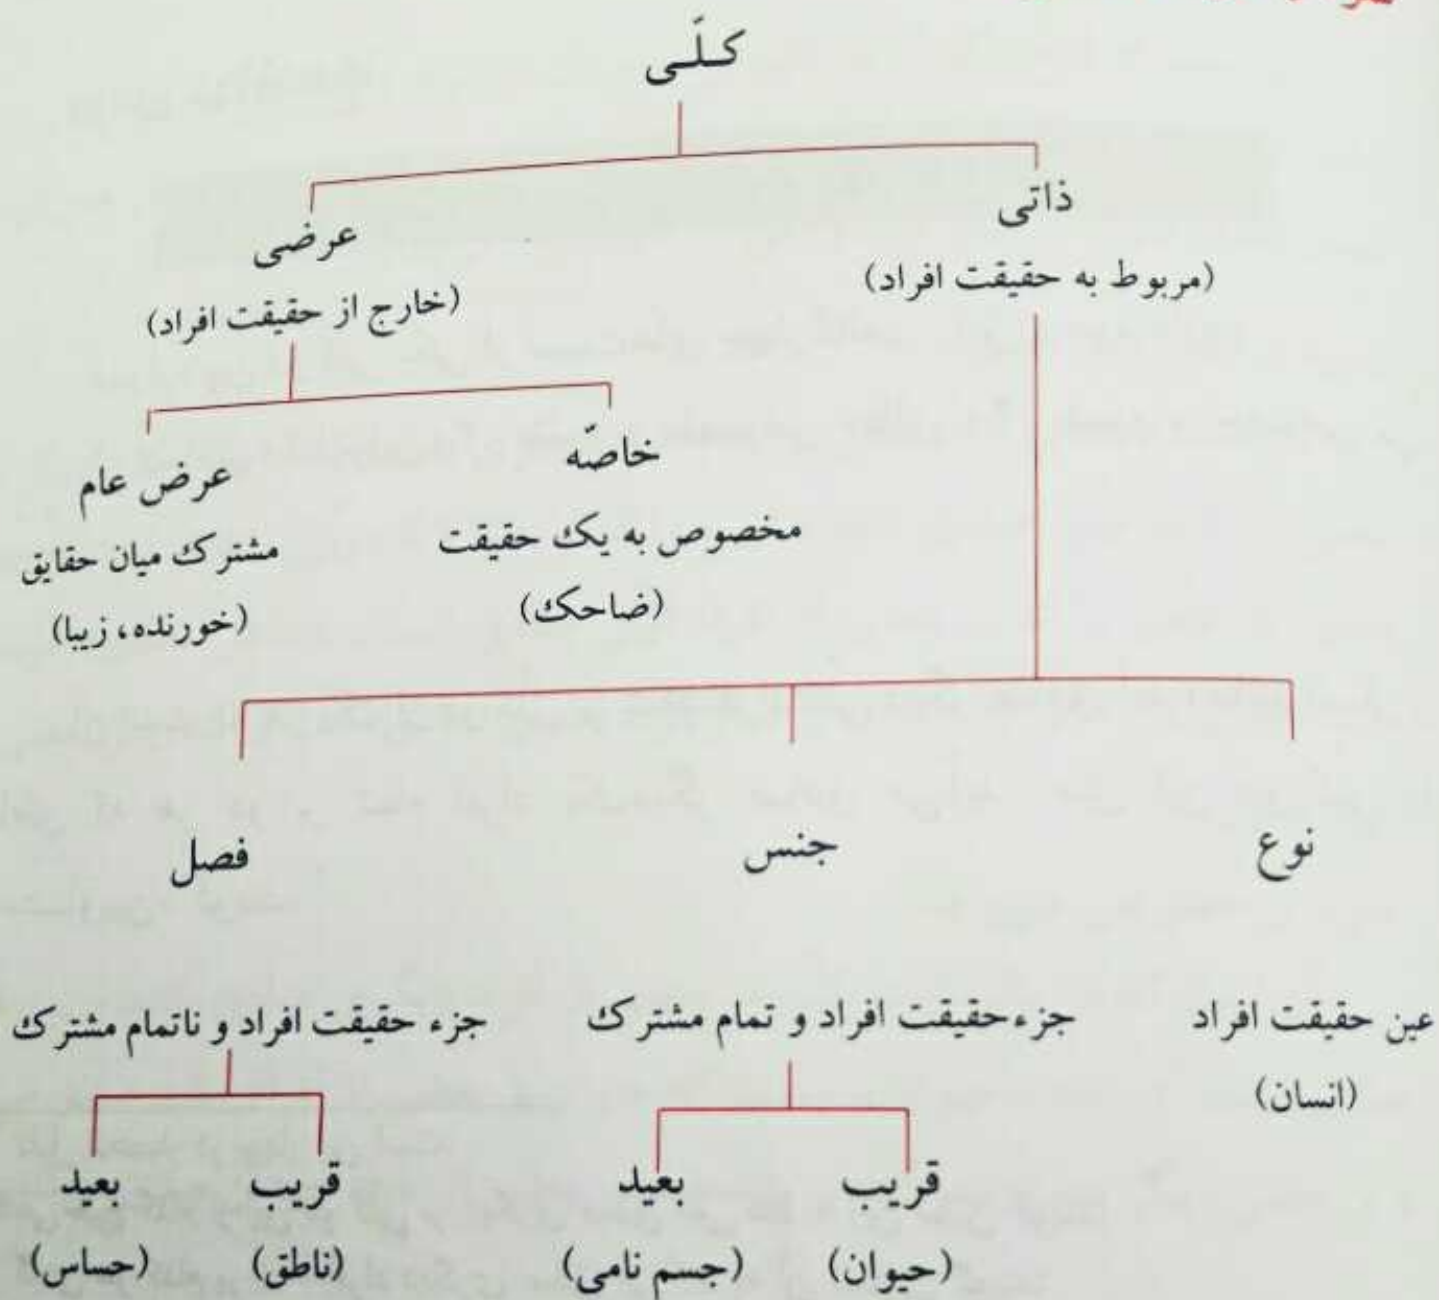 کلّی
ذاتی
(مربوط به حقیقت افراد)
عرضی
(خارج از حقیقت افراد)
خاصّه
مخصوص به یک حقیقت
(ضاحک)
عرض عام
مشترک میان حقایق
(خورنده، زیبا)
نوع
عین حقیقت افراد
(انسان)
جنس
جزء حقیقت افراد و تمام مشترک
قریب
(حیوان)
بعید
(جسم نامی)
فصل
جزء حقیقت افراد و ناتمام مشترک
قریب
(ناطق)
بعید
(حساس)